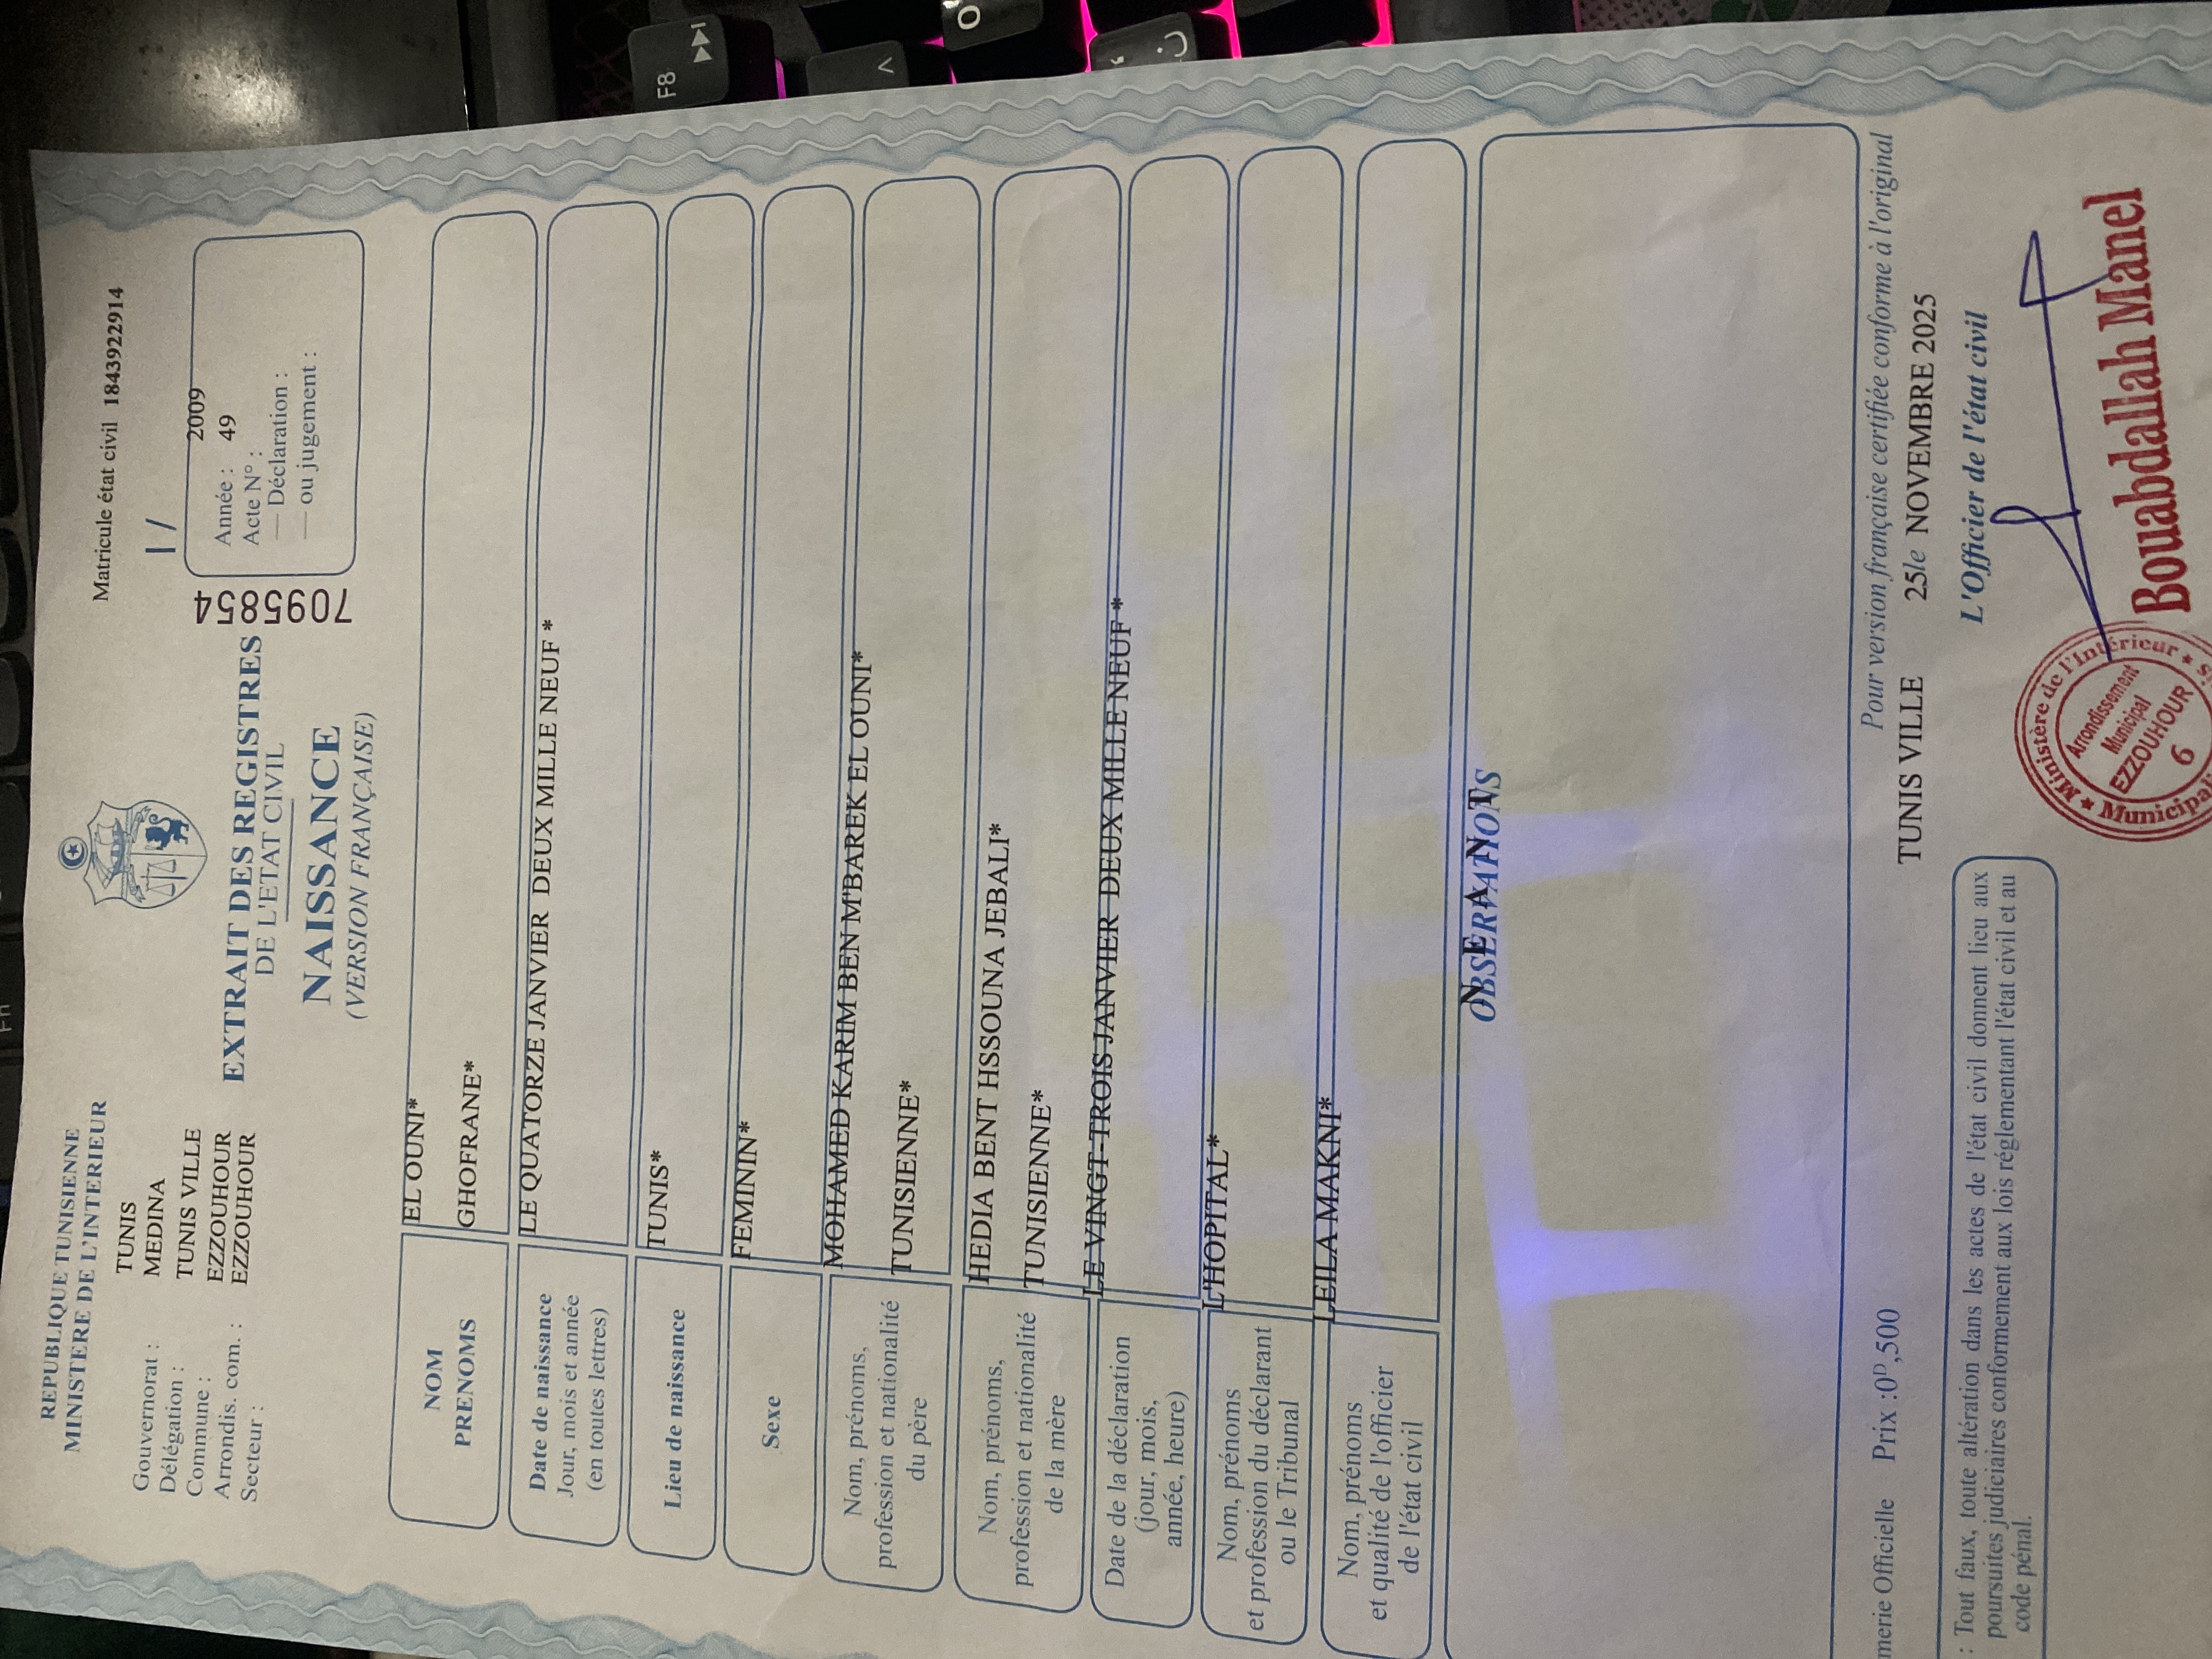 REPUBLIQUE TUNISIENNE
MINISTERE DE L'INTERIEUR
Gouvernorat : TUNIS
Délégation : MEDINA
Commune : TUNIS VILLE
Arrondis. com. : EZZOUHOUR
Secteur : EZZOUHOUR
EXTRAIT DES REGISTRES
DE L'ETAT CIVIL
NAISSANCE
(VERSION FRANÇAISE)
7095854
Matricule état civil 1843922914
I /
Année : 2009
Acte N° : 49
— Déclaration :
— ou jugement :
NOM EL OUNI*
PRENOMS GHOFRANE*
Date de naissance
Jour, mois et année
(en toutes lettres)
LE QUATORZE JANVIER DEUX MILLE NEUF *
Lieu de naissance TUNIS*
Sexe FEMININ*
Nom, prénoms,
profession et nationalité
du père
MOHAMED KARIM BEN M'BAREK EL OUNI*
TUNISIENNE*
Nom, prénoms,
profession et nationalité
de la mère
HEDIA BENT HSSOUNA JEBALI*
TUNISIENNE*
Date de la déclaration
(jour, mois,
année, heure)
LE VINGT-TROIS JANVIER DEUX MILLE NEUF *
Nom, prénoms
et profession du déclarant
ou le Tribunal
L'HOPITAL*
Nom, prénoms
et qualité de l'officier
de l'état civil
LEILA MAKNI*
OBSERVATIONS
N E A N T
merie Officielle Prix :0ᴰ,500
Pour version française certifiée conforme à l'original
TUNIS VILLE 25 le NOVEMBRE 2025
L'Officier de l'état civil
: Tout faux, toute altération dans les actes de l'état civil donnent lieu aux
poursuites judiciaires conformement aux lois réglementant l'état civil et au
code pénal.
Ministère de l'Intérieur
Arrondissement
Municipal
EZZOUHOUR
6
Bouabdallah Manel
F8
O